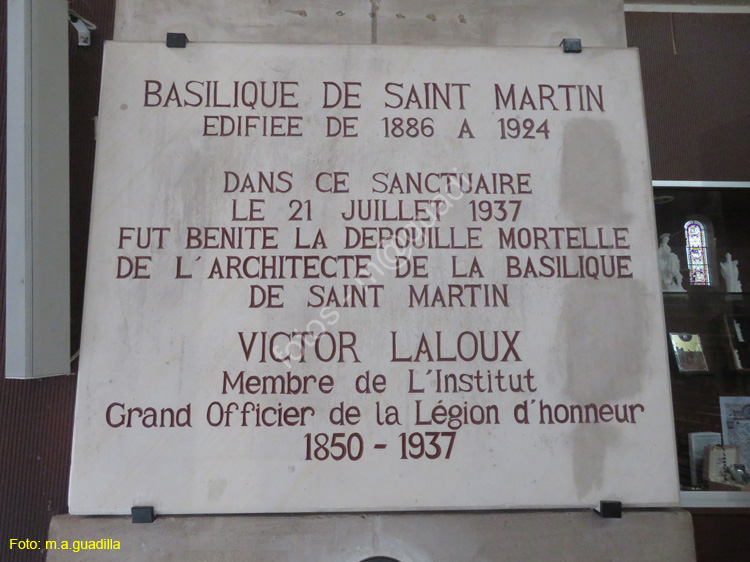 BASILIQUE DE SAINT MARTIN
EDIFIEE DE 1886 A 1924
DANS CE SANCTUAIRE
LE 21 JUILLET 1937
FUT BENITE LA DEPOUILLE MORTELLE
DE L'ARCHITECTE DE LA BASILIQUE
DE SAINT MARTIN
VICTOR LALOUX
Membre de L'Institut
Grand Officier de la Légion d'honneur
1850 - 1937
Foto: m.a.guadilla